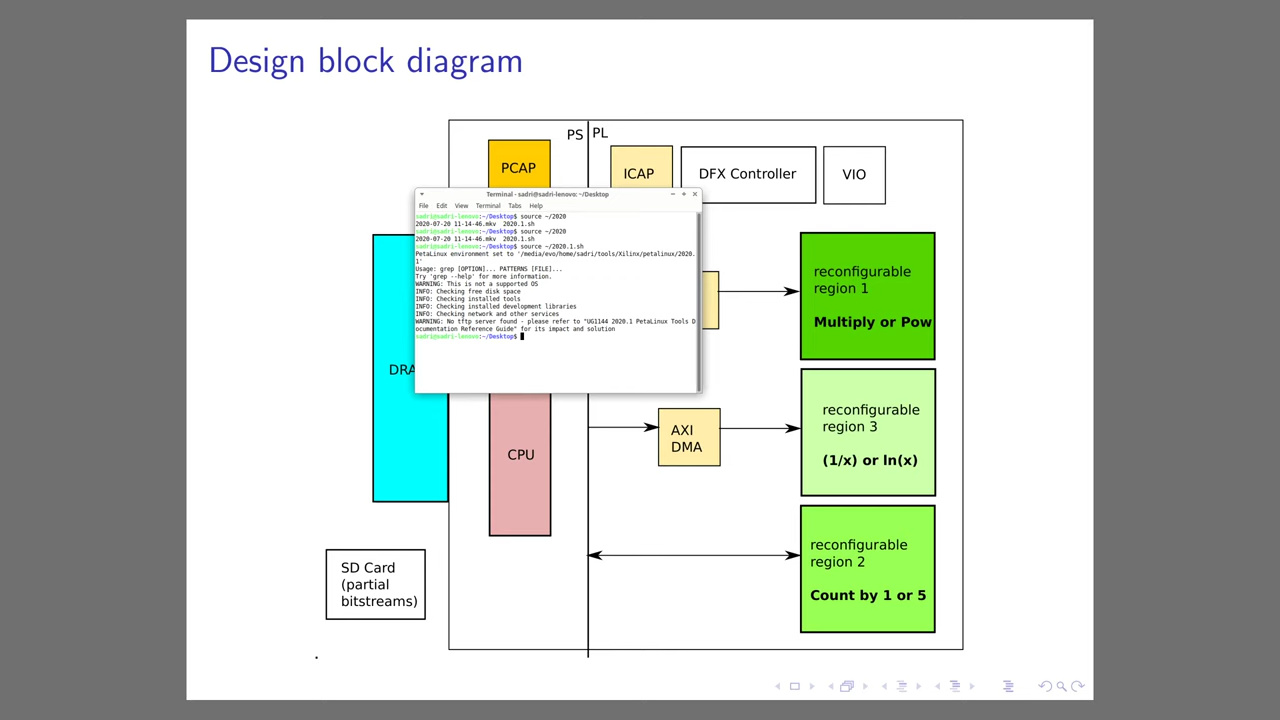 Design block diagram
PS
PL
PCAP
ICAP
DFX Controller
VIO
Terminal - sadri@sadri-lenovo: ~/Desktop
File Edit View Terminal Tabs Help
sadri@sadri-lenovo:~/Desktop$ source ~/2020
2020-07-20 11-14-46.mkv  2020.1.sh
sadri@sadri-lenovo:~/Desktop$ source ~/2020
2020-07-20 11-14-46.mkv  2020.1.sh
sadri@sadri-lenovo:~/Desktop$ source ~/2020.1.sh
PetaLinux environment set to '/media/evo/home/sadri/tools/Xilinx/petalinux/2020.
1'
Usage: grep [OPTION]... PATTERNS [FILE]...
Try 'grep --help' for more information.
WARNING: This is not a supported OS
INFO: Checking free disk space
INFO: Checking installed tools
INFO: Checking installed development libraries
INFO: Checking network and other services
WARNING: No tftp server found - please refer to "UG1144 2020.1 PetaLinux Tools D
ocumentation Reference Guide" for its impact and solution
sadri@sadri-lenovo:~/Desktop$
reconfigurable
region 1
Multiply or Pow
DRA
CPU
AXI
DMA
reconfigurable
region 3
(1/x) or ln(x)
reconfigurable
region 2
Count by 1 or 5
SD Card
(partial
bitstreams)